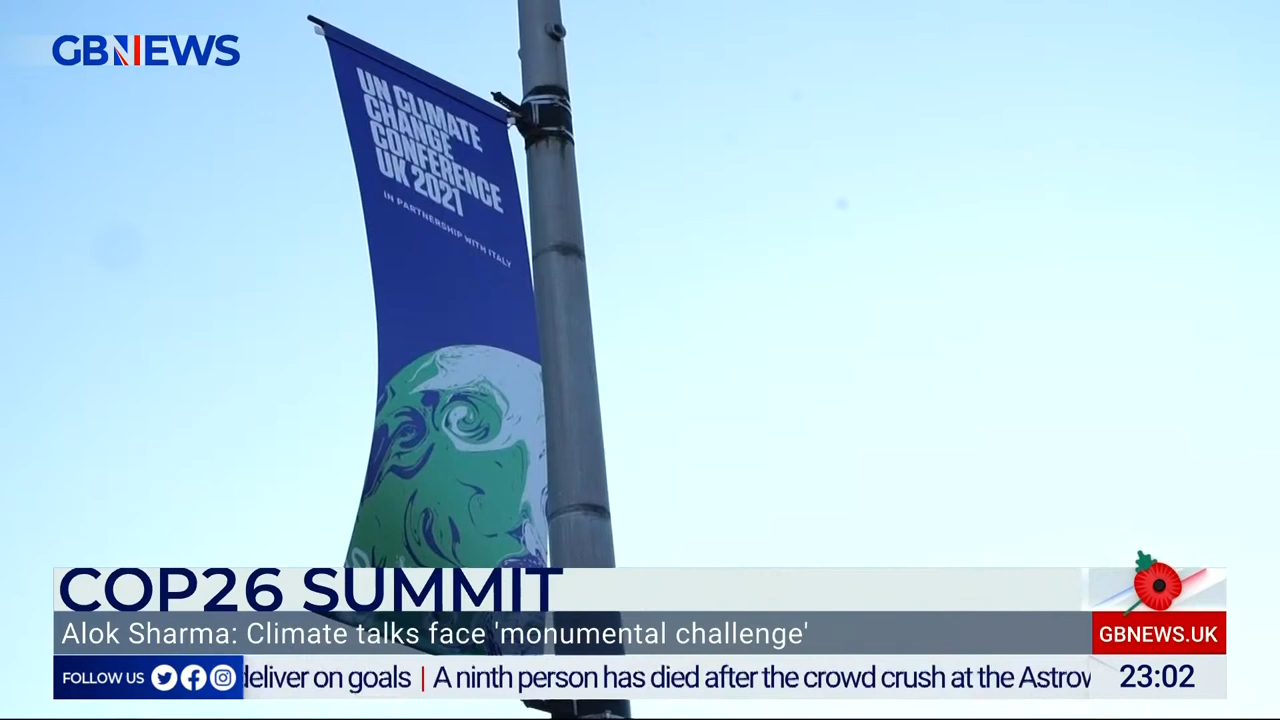 GBNEWS
UN CLIMATE
CHANGE
CONFERENCE
UK 2021
IN PARTNERSHIP WITH ITALY
COP26 SUMMIT
Alok Sharma: Climate talks face 'monumental challenge'
GBNEWS.UK
FOLLOW US
deliver on goals | A ninth person has died after the crowd crush at the Astrow
23:02